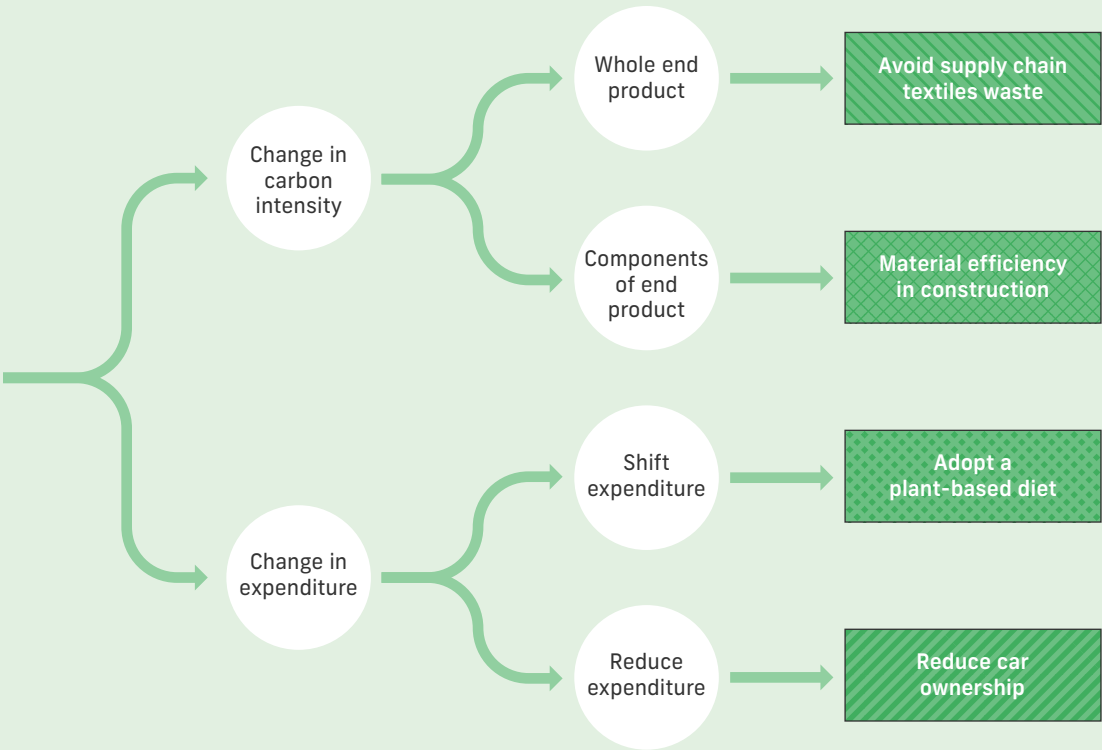 Whole end
product
Avoid supply chain
textiles waste
Change in
carbon
intensity
Components
of end
product
Material efficiency
in construction
Shift
expenditure
Adopt a
plant-based diet
Change in
expenditure
Reduce
expenditure
Reduce car
ownership